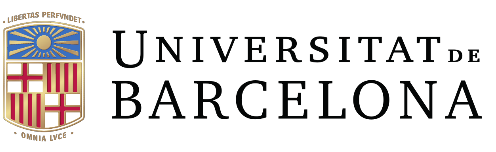 · LIBERTAS PERFVNDET ·
UNIVERSITAT DE
BARCELONA
· OMNIA LVCE ·